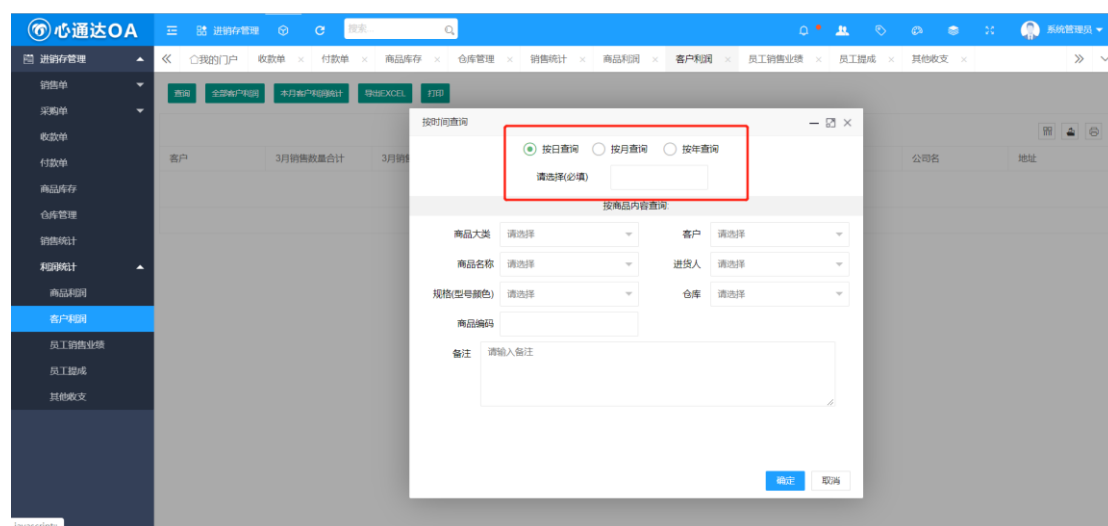 心通达OA
进销存管理
搜索...
系统管理员
进销存管理
我的门户
收款单 ×
付款单 ×
商品库存 ×
仓库管理 ×
销售统计 ×
商品利润 ×
客户利润 ×
员工销售业绩 ×
员工提成 ×
其他收支 ×
销售单
采购单
收款单
付款单
商品库存
仓库管理
销售统计
利润统计
商品利润
客户利润
员工销售业绩
员工提成
其他收支
查询
全部客户利润
本月客户利润统计
导出EXCEL
打印
客户
3月销售数量合计
3月销
公司名
地址
按时间查询
按日查询 按月查询 按年查询
请选择(必填)
按商品内容查询:
商品大类 请选择 客户 请选择
商品名称 请选择 进货人 请选择
规格(型号颜色) 请选择 仓库 请选择
商品编码
备注 请输入备注
确定 取消